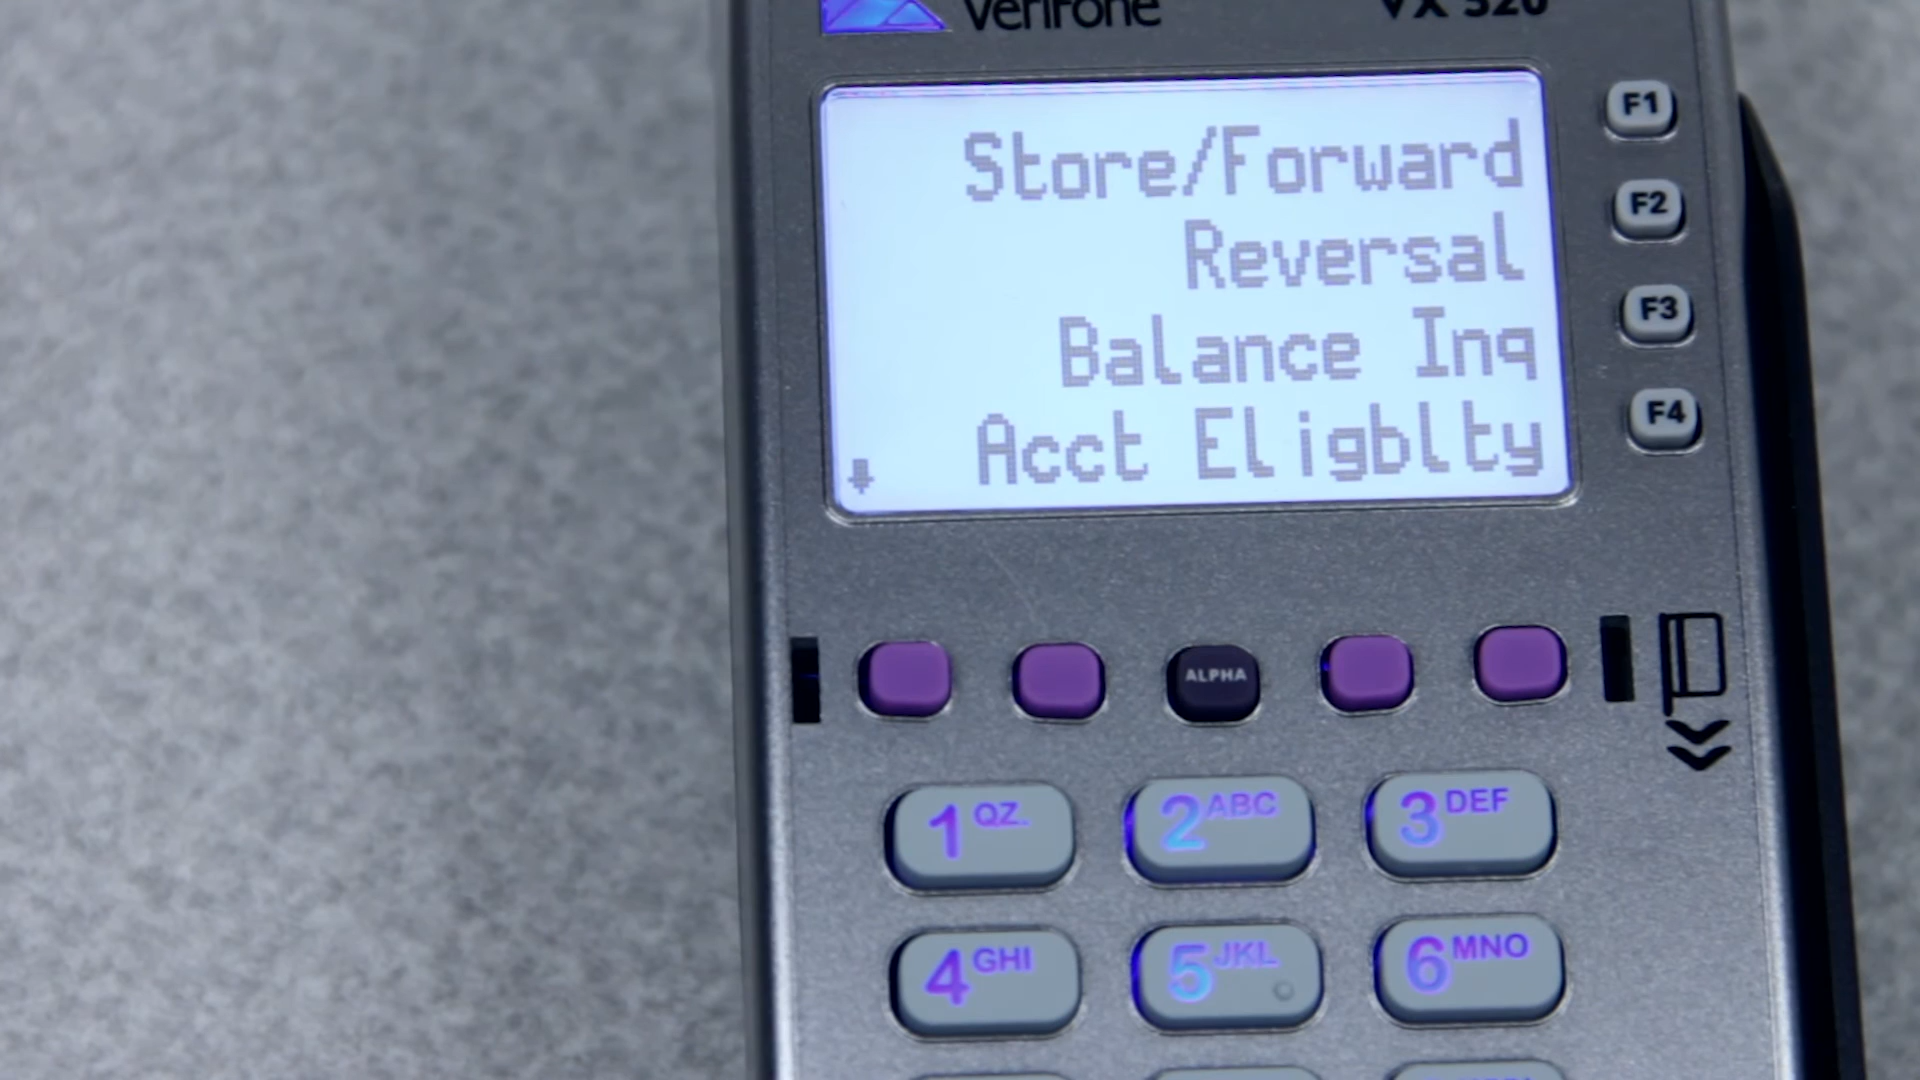 Verifone VX 520
Store/Forward F1
Reversal F2
Balance Inq F3
Acct Eligblty F4
ALPHA
1 QZ. 2 ABC 3 DEF
4 GHI 5 JKL 6 MNO